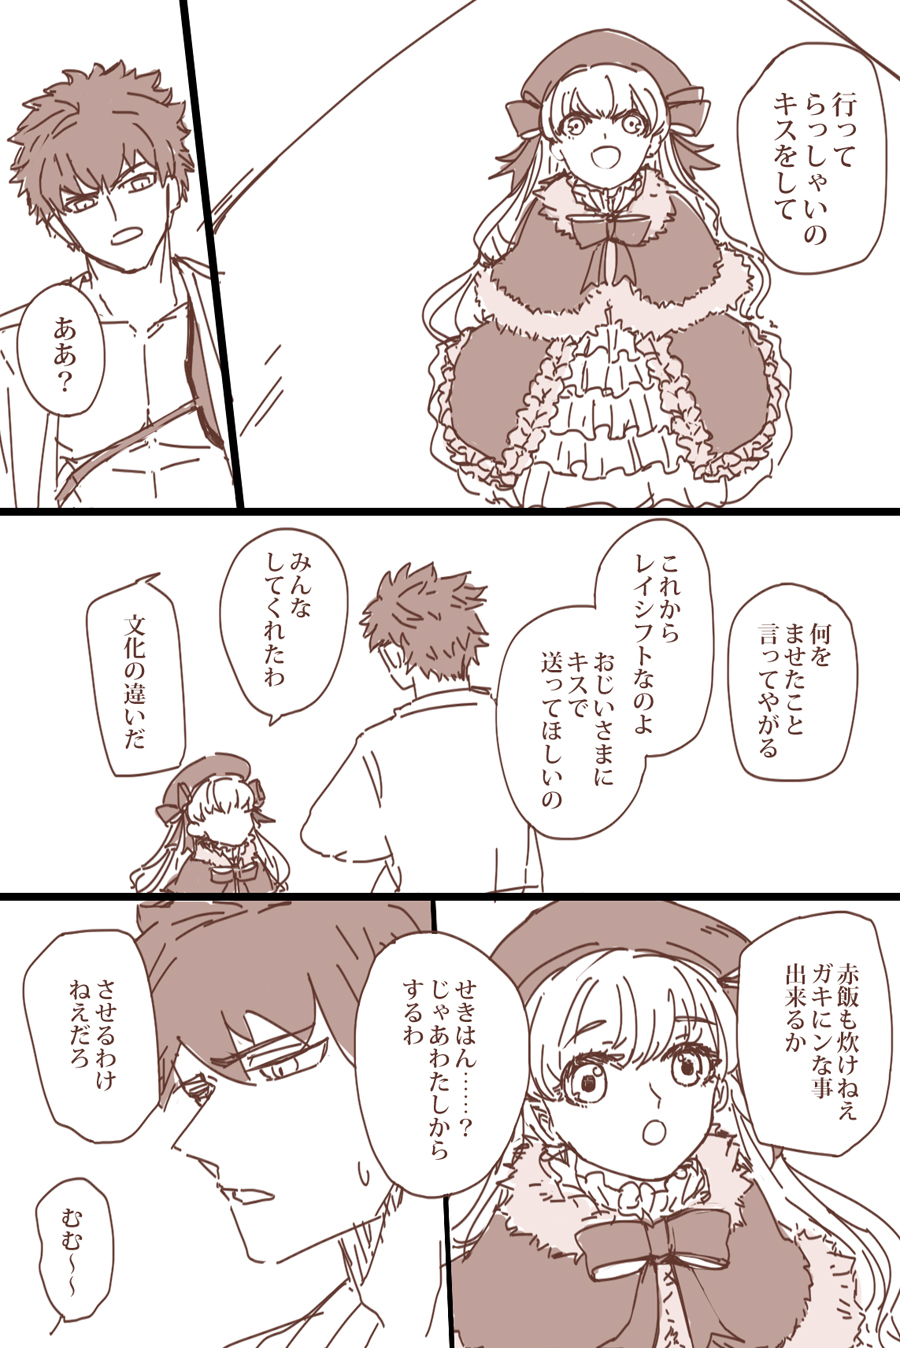 行って
らっしゃいの
キスをして
ああ？
何を
ませたこと
言ってやがる
これから
レイシフトなのよ
おじいさまに
キスで
送ってほしいの
みんな
してくれたわ
文化の違いだ
赤飯も炊けねえ
ガキにンな事
出来るか
せきはん……？
じゃあわたしから
するわ
させるわけ
ねえだろ
むむ～～